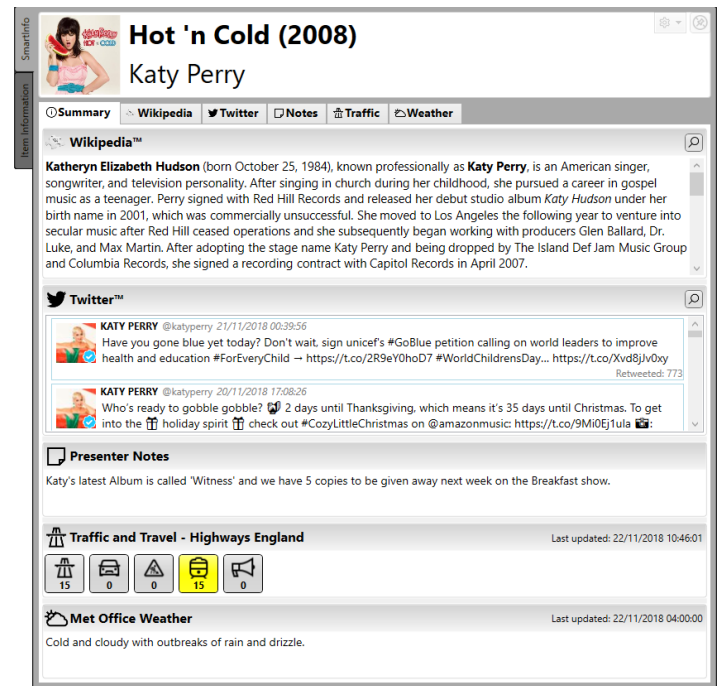 SmartInfo
Item Information
Katy Perry
HOT N COLD
Hot 'n Cold (2008)
Katy Perry
Summary
Wikipedia
Twitter
Notes
Traffic
Weather
Wikipedia™
Katheryn Elizabeth Hudson (born October 25, 1984), known professionally as Katy Perry, is an American singer,
songwriter, and television personality. After singing in church during her childhood, she pursued a career in gospel
music as a teenager. Perry signed with Red Hill Records and released her debut studio album Katy Hudson under her
birth name in 2001, which was commercially unsuccessful. She moved to Los Angeles the following year to venture into
secular music after Red Hill ceased operations and she subsequently began working with producers Glen Ballard, Dr.
Luke, and Max Martin. After adopting the stage name Katy Perry and being dropped by The Island Def Jam Music Group
and Columbia Records, she signed a recording contract with Capitol Records in April 2007.
Twitter™
KATY PERRY @katyperry 21/11/2018 00:39:56
Have you gone blue yet today? Don't wait, sign unicef's #GoBlue petition calling on world leaders to improve
health and education #ForEveryChild → https://t.co/2R9eY0hoD7 #WorldChildrensDay... https://t.co/Xvd8jJv0xy
Retweeted: 773
KATY PERRY @katyperry 20/11/2018 17:08:26
Who's ready to gobble gobble? 🦃 2 days until Thanksgiving, which means it's 35 days until Christmas. To get
into the 🎁 holiday spirit 🎁 check out #CozyLittleChristmas on @amazonmusic: https://t.co/9Mi0Ej1ula 📸:
Presenter Notes
Katy's latest Album is called 'Witness' and we have 5 copies to be given away next week on the Breakfast show.
Traffic and Travel - Highways England
Last updated: 22/11/2018 10:46:01
15
0
0
15
0
Met Office Weather
Last updated: 22/11/2018 04:00:00
Cold and cloudy with outbreaks of rain and drizzle.